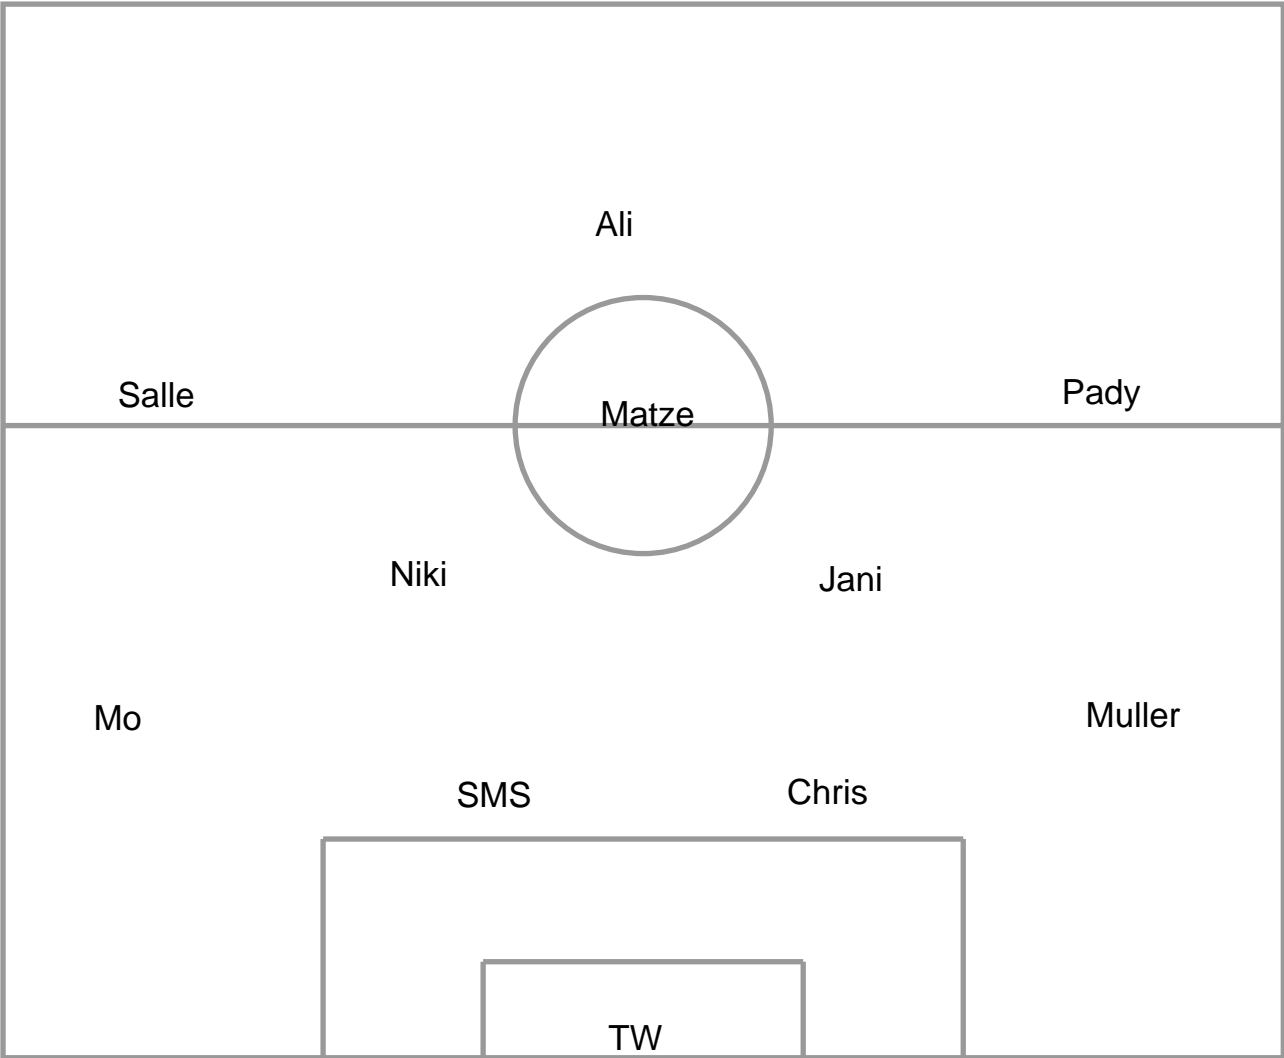 Ali
Salle
Matze
Pady
Niki
Jani
Mo
Muller
SMS
Chris
TW